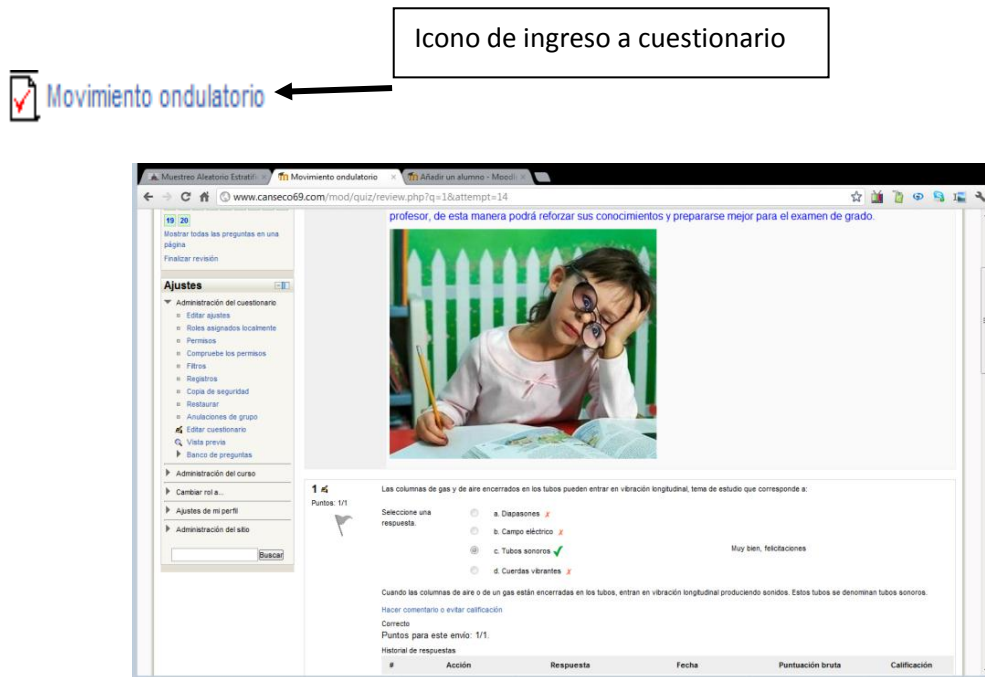 Icono de ingreso a cuestionario
Movimiento ondulatorio
Muestreo Aleatorio Estratifi
Movimiento ondulatorio
Añadir un alumno - Moodl
www.canseco69.com/mod/quiz/review.php?q=1&attempt=14
19 20
Mostrar todas las preguntas en una
página
Finalizar revisión
Ajustes
Administración del cuestionario
Editar ajustes
Roles asignados localmente
Permisos
Compruebe los permisos
Filtros
Registros
Copia de seguridad
Restaurar
Anulaciones de grupo
Editar cuestionario
Vista previa
Banco de preguntas
Administración del curso
Cambiar rol a...
Ajustes de mi perfil
Administración del sitio
Buscar
profesor, de esta manera podrá reforzar sus conocimientos y prepararse mejor para el examen de grado.
1
Puntos: 1/1
Las columnas de gas y de aire encerrados en los tubos pueden entrar en vibración longitudinal, tema de estudio que corresponde a:
Seleccione una
respuesta.
a. Diapasones
b. Campo eléctrico
c. Tubos sonoros
Muy bien, felicitaciones
d. Cuerdas vibrantes
Cuando las columnas de aire o de un gas están encerradas en los tubos, entran en vibración longitudinal produciendo sonidos. Estos tubos se denominan tubos sonoros.
Hacer comentario o evitar calificación
Correcto
Puntos para este envío: 1/1.
Historial de respuestas
# Acción Respuesta Fecha Puntuación bruta Calificación